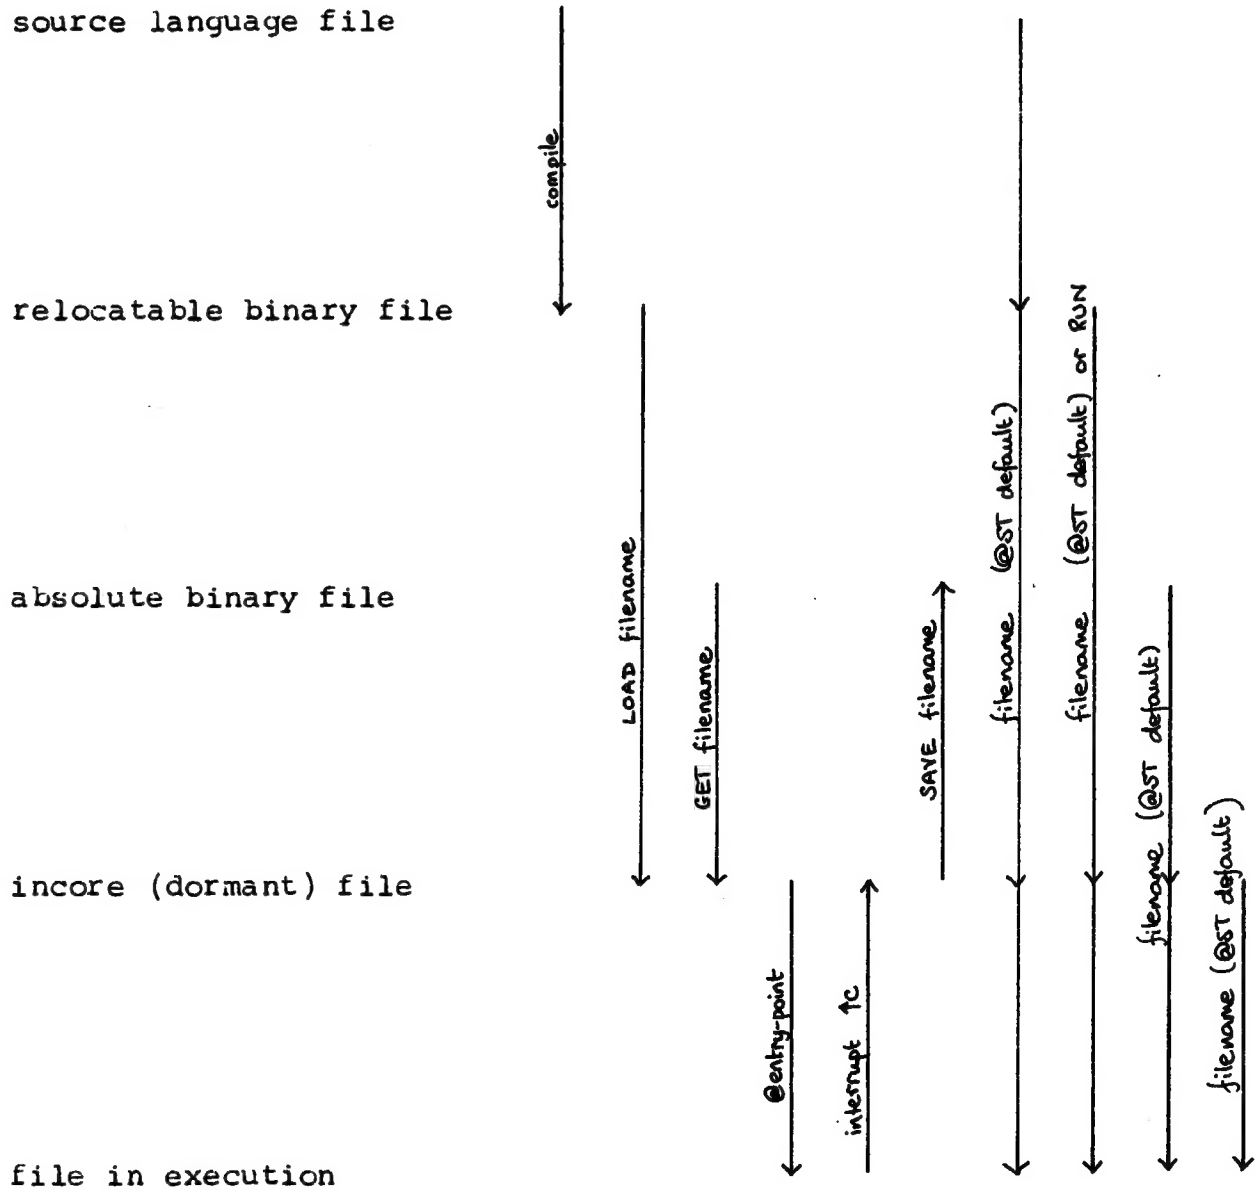 source language file
compile
relocatable binary file
LOAD filename
GET filename
SAVE filename
filename (@ST default)
filename (@ST default) or RUN
absolute binary file
filename (@ST default)
filename (@ST default)
incore (dormant) file
@entry-point
interrupt ↑C
file in execution